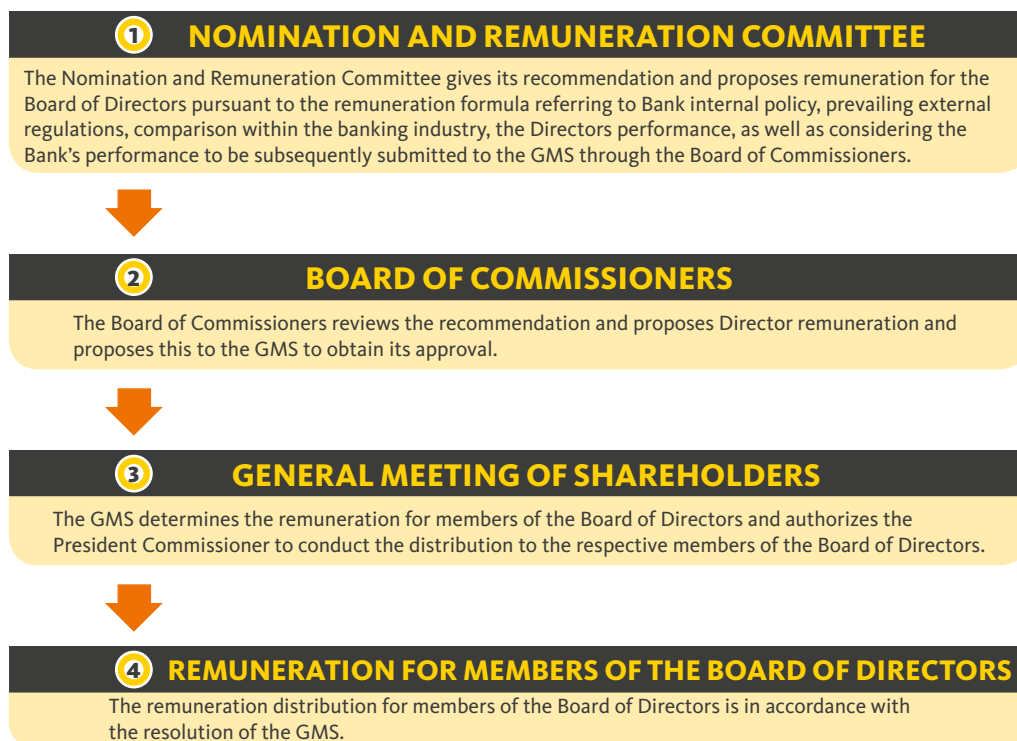 1 NOMINATION AND REMUNERATION COMMITTEE
The Nomination and Remuneration Committee gives its recommendation and proposes remuneration for the
Board of Directors pursuant to the remuneration formula referring to Bank internal policy, prevailing external
regulations, comparison within the banking industry, the Directors performance, as well as considering the
Bank's performance to be subsequently submitted to the GMS through the Board of Commissioners.
2 BOARD OF COMMISSIONERS
The Board of Commissioners reviews the recommendation and proposes Director remuneration and
proposes this to the GMS to obtain its approval.
3 GENERAL MEETING OF SHAREHOLDERS
The GMS determines the remuneration for members of the Board of Directors and authorizes the
President Commissioner to conduct the distribution to the respective members of the Board of Directors.
4 REMUNERATION FOR MEMBERS OF THE BOARD OF DIRECTORS
The remuneration distribution for members of the Board of Directors is in accordance with
the resolution of the GMS.